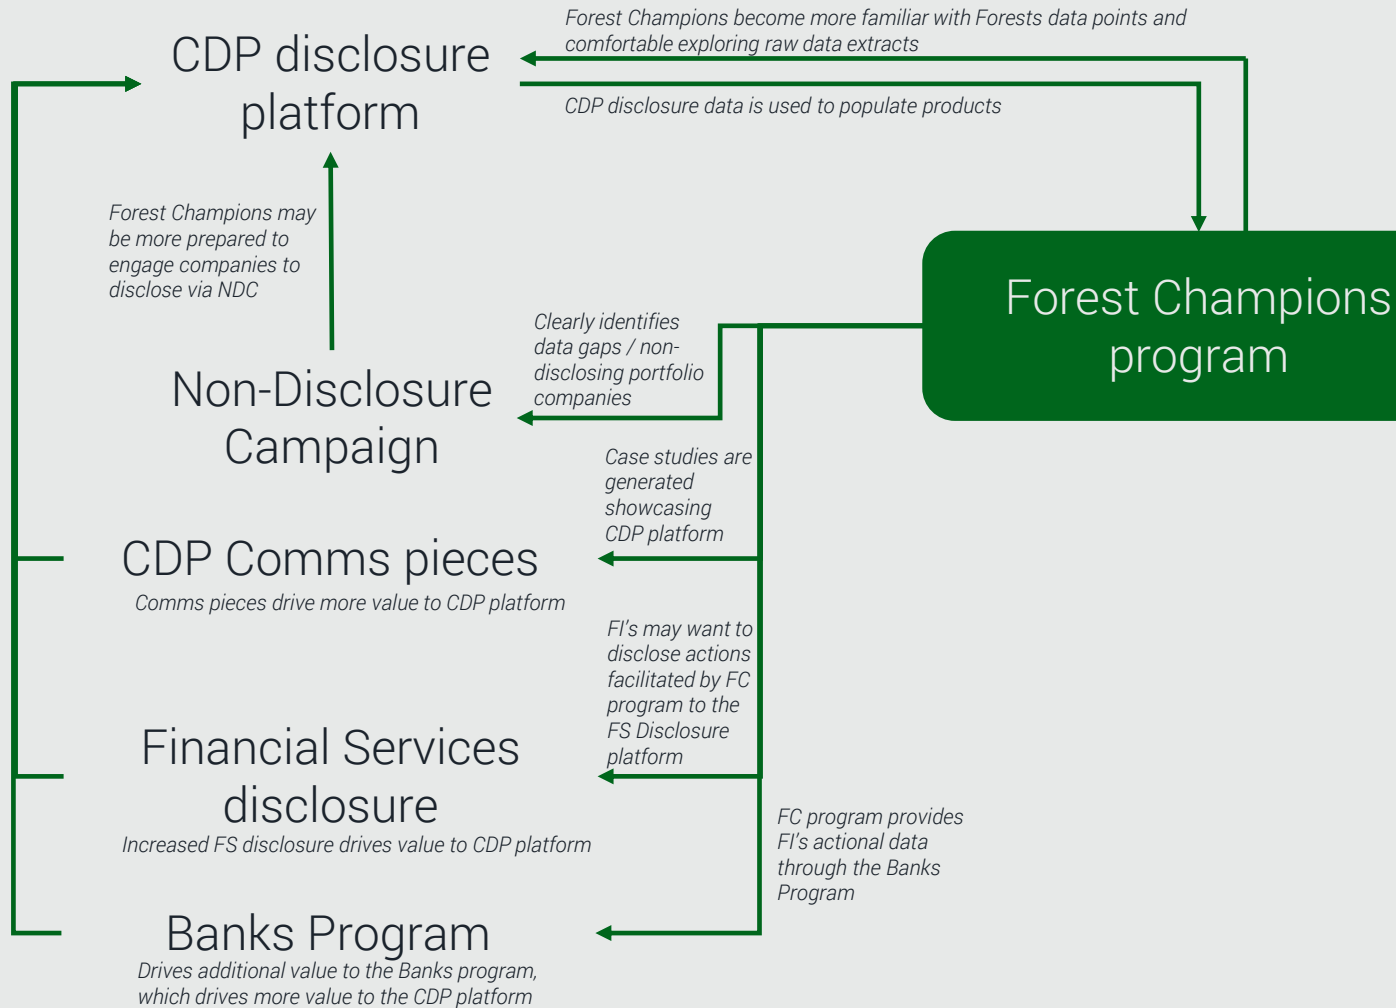 Forest Champions become more familiar with Forests data points and
comfortable exploring raw data extracts
CDP disclosure
platform
CDP disclosure data is used to populate products
Forest Champions may
be more prepared to
engage companies to
disclose via NDC
Forest Champions
program
Clearly identifies
data gaps / non-
disclosing portfolio
companies
Non-Disclosure
Campaign
Case studies are
generated
showcasing
CDP platform
CDP Comms pieces
Comms pieces drive more value to CDP platform
FI's may want to
disclose actions
facilitated by FC
program to the
FS Disclosure
platform
Financial Services
disclosure
Increased FS disclosure drives value to CDP platform
FC program provides
FI's actional data
through the Banks
Program
Banks Program
Drives additional value to the Banks program,
which drives more value to the CDP platform